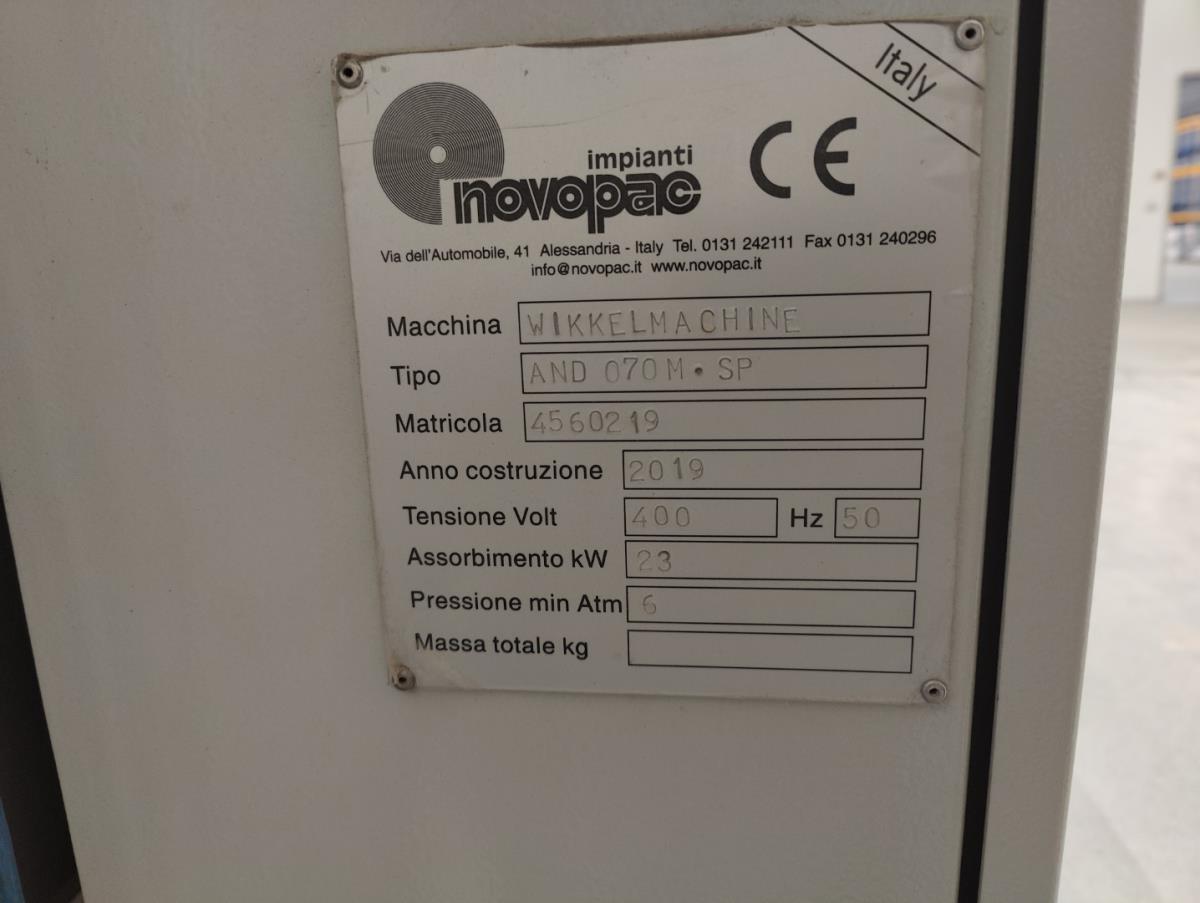 Italy
impianti
novopac
CE
Via dell'Automobile, 41 Alessandria - Italy Tel. 0131 242111 Fax 0131 240296
info@novopac.it www.novopac.it
Macchina WIKKELMACHINE
Tipo AND 070M • SP
Matricola 4560219
Anno costruzione 2019
Tensione Volt 400 Hz 50
Assorbimento kW 23
Pressione min Atm 6
Massa totale kg